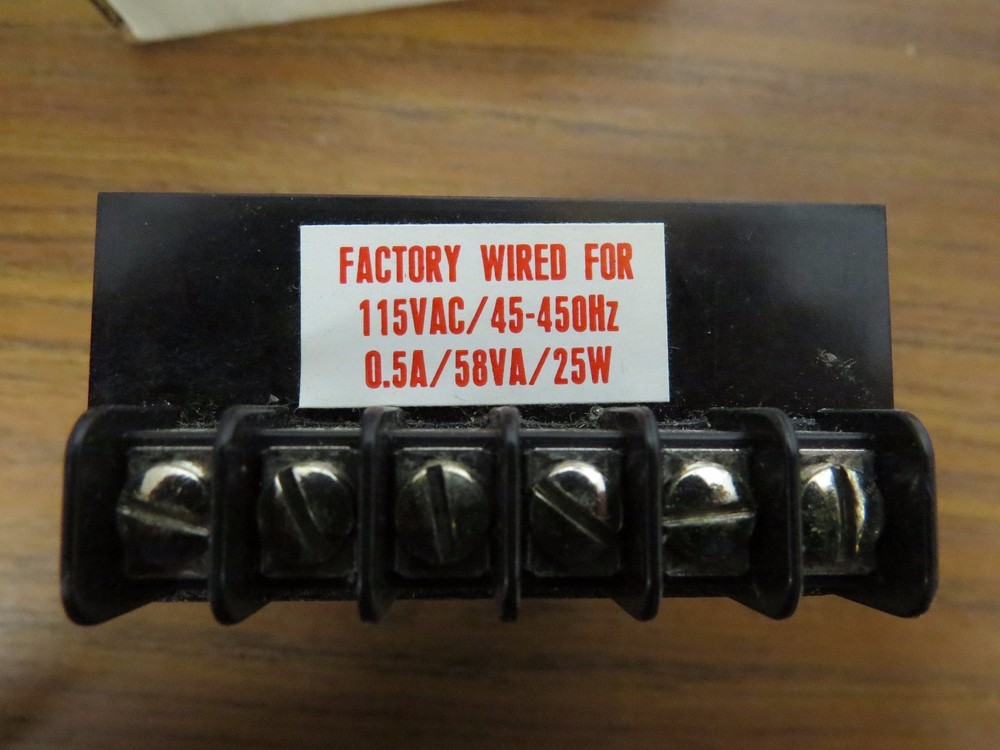 FACTORY WIRED FOR
115VAC/45-450Hz
0.5A/58VA/25W